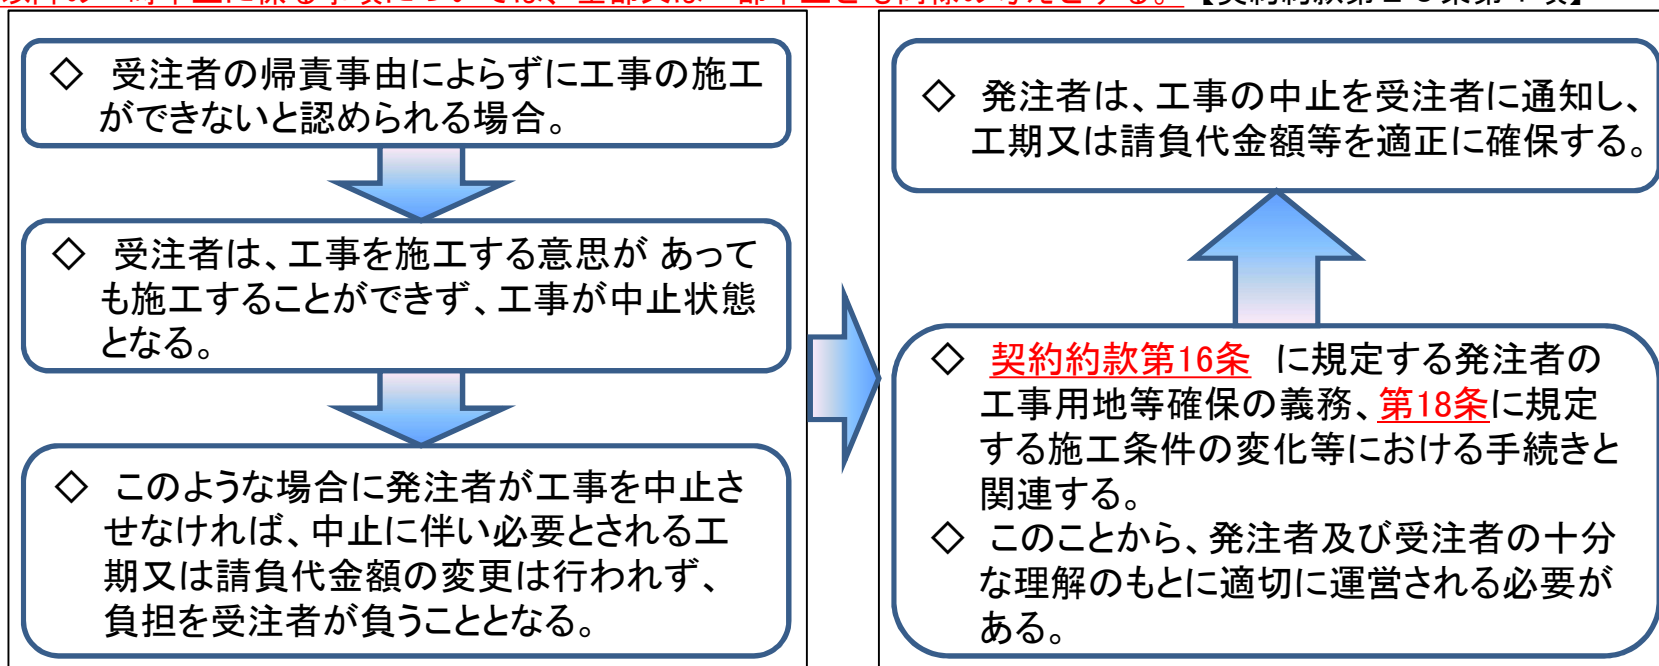 ◇ 受注者の帰責事由によらずに工事の施工
ができないと認められる場合。
◇ 受注者は、工事を施工する意思が あって
も施工することができず、工事が中止状態
となる。
◇ このような場合に発注者が工事を中止さ
せなければ、中止に伴い必要とされる工
期又は請負代金額の変更は行われず、
負担を受注者が負うこととなる。
◇ 発注者は、工事の中止を受注者に通知し、
工期又は請負代金額等を適正に確保する。
◇ 契約約款第16条 に規定する発注者の
工事用地等確保の義務、第18条に規定
する施工条件の変化等における手続きと
関連する。
◇ このことから、発注者及び受注者の十分
な理解のもとに適切に運営される必要が
ある。